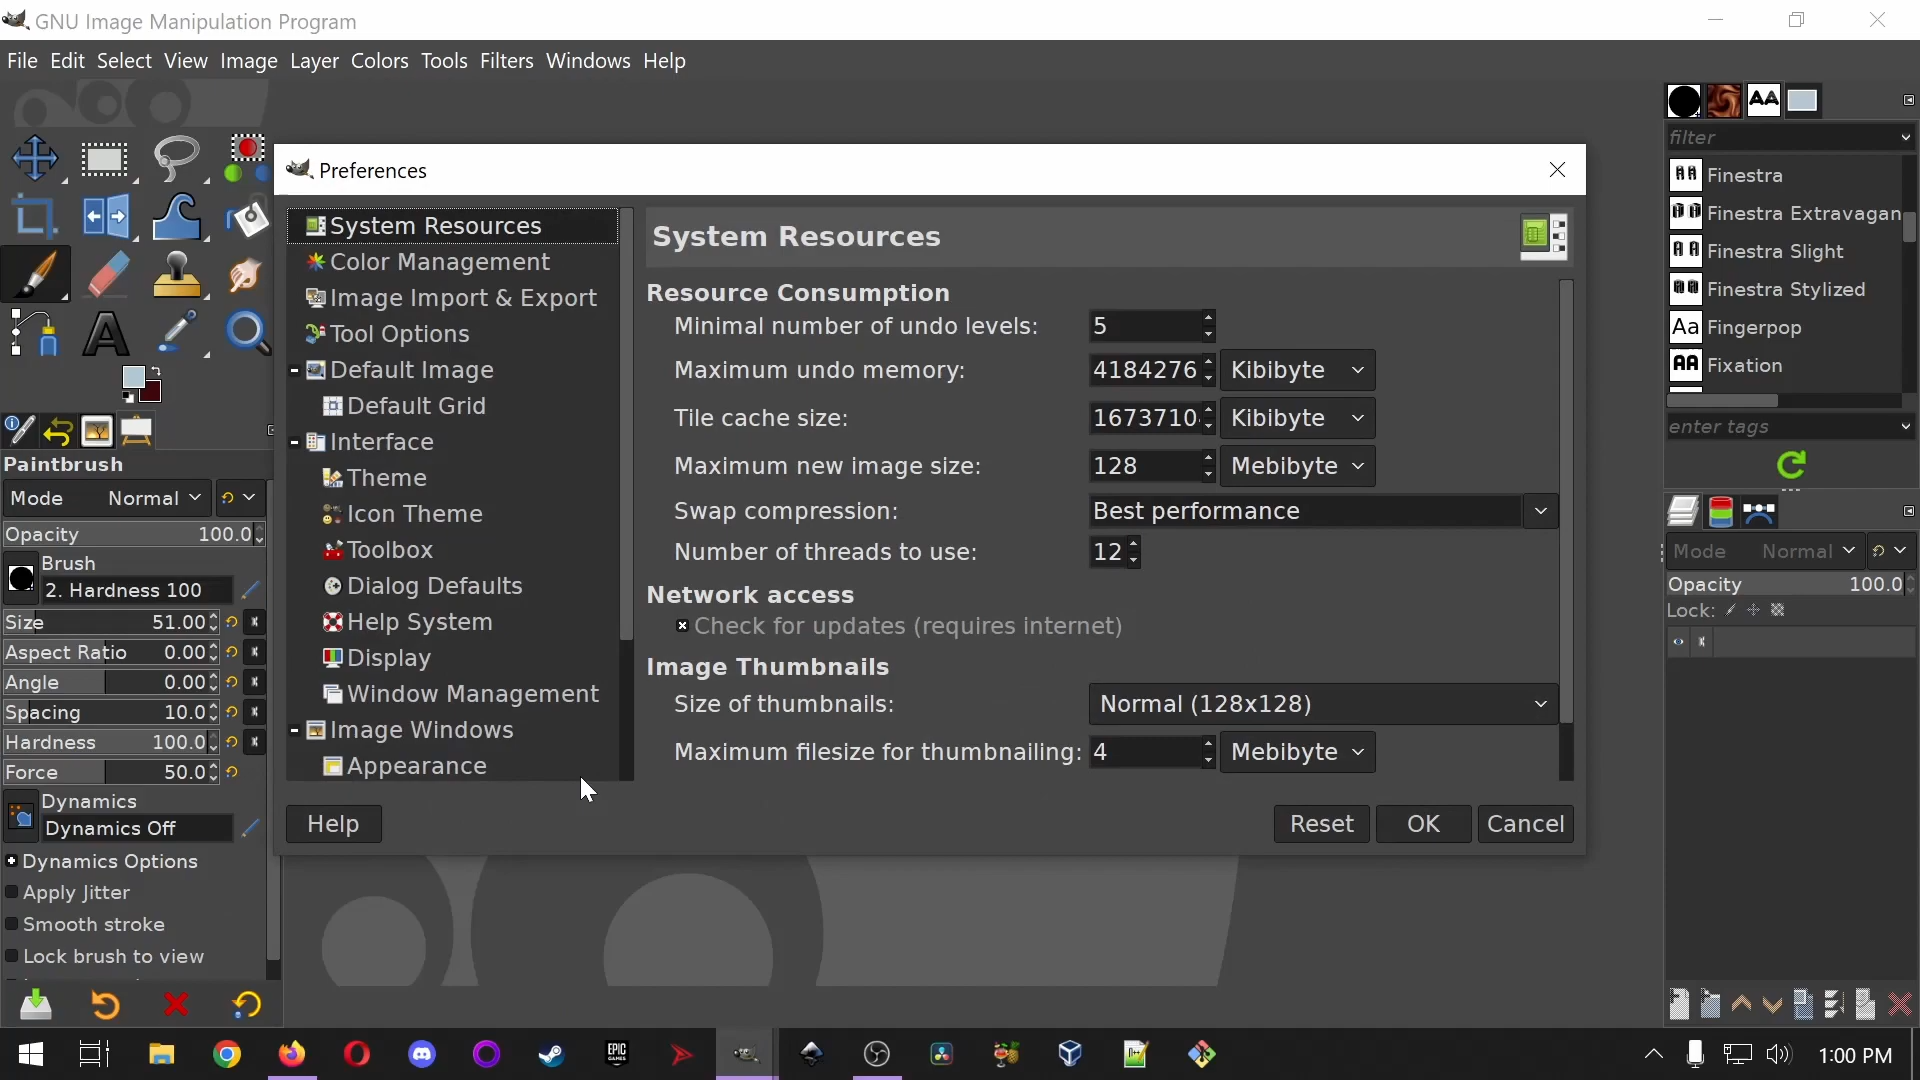 GNU Image Manipulation Program
File Edit Select View Image Layer Colors Tools Filters Windows Help
Preferences
System Resources
Color Management
Image Import & Export
Tool Options
Default Image
Default Grid
Interface
Theme
Icon Theme
Toolbox
Dialog Defaults
Help System
Display
Window Management
Image Windows
Appearance
System Resources
Resource Consumption
Minimal number of undo levels: 5
Maximum undo memory: 4184276 Kibibyte
Tile cache size: 16737104 Kibibyte
Maximum new image size: 128 Mebibyte
Swap compression: Best performance
Number of threads to use: 12
Network access
Check for updates (requires internet)
Image Thumbnails
Size of thumbnails: Normal (128x128)
Maximum filesize for thumbnailing: 4 Mebibyte
Help Reset OK Cancel
Paintbrush
Mode Normal
Opacity 100.0
Brush
2. Hardness 100
Size 51.00
Aspect Ratio 0.00
Angle 0.00
Spacing 10.0
Hardness 100.0
Force 50.0
Dynamics
Dynamics Off
Dynamics Options
Apply Jitter
Smooth stroke
Lock brush to view
AA
filter
Finestra
Finestra Extravagan
Finestra Slight
Finestra Stylized
Aa Fingerpop
AA Fixation
enter tags
Mode Normal
Opacity 100.0
Lock:
EPIC
GAMES
1:00 PM